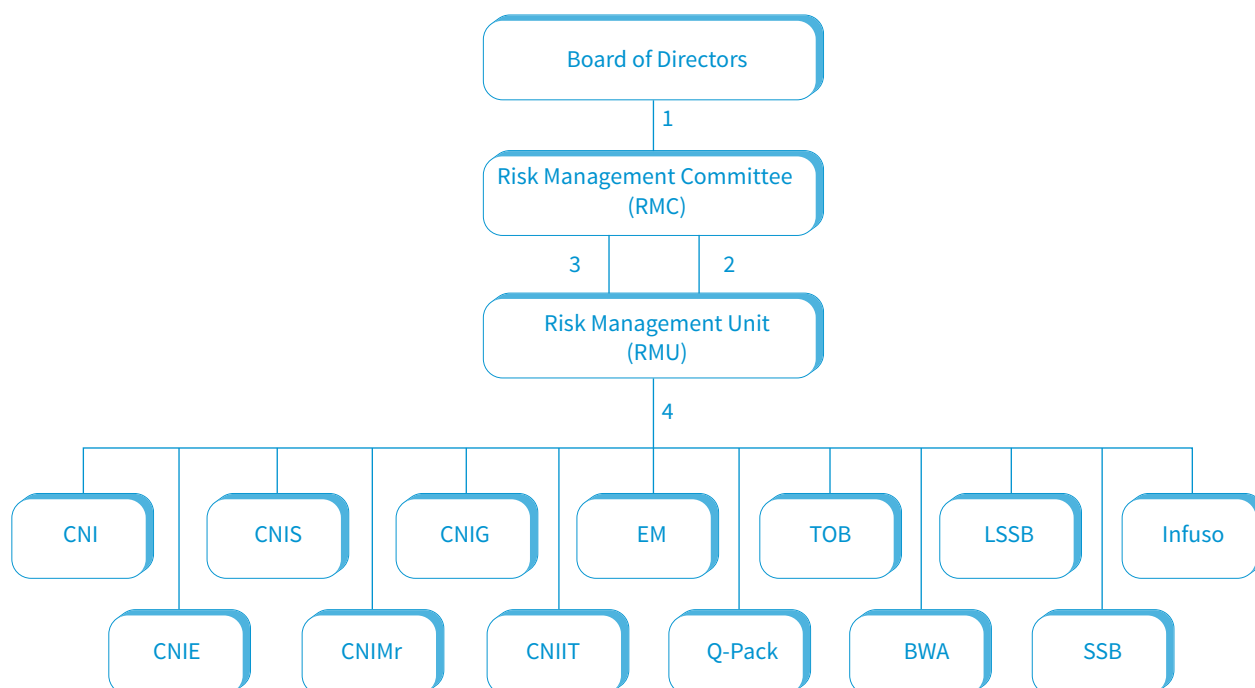 Board of Directors
1
Risk Management Committee
(RMC)
3
2
Risk Management Unit
(RMU)
4
CNI
CNIS
CNIG
EM
TOB
LSSB
Infuso
CNIE
CNIMr
CNIIT
Q-Pack
BWA
SSB